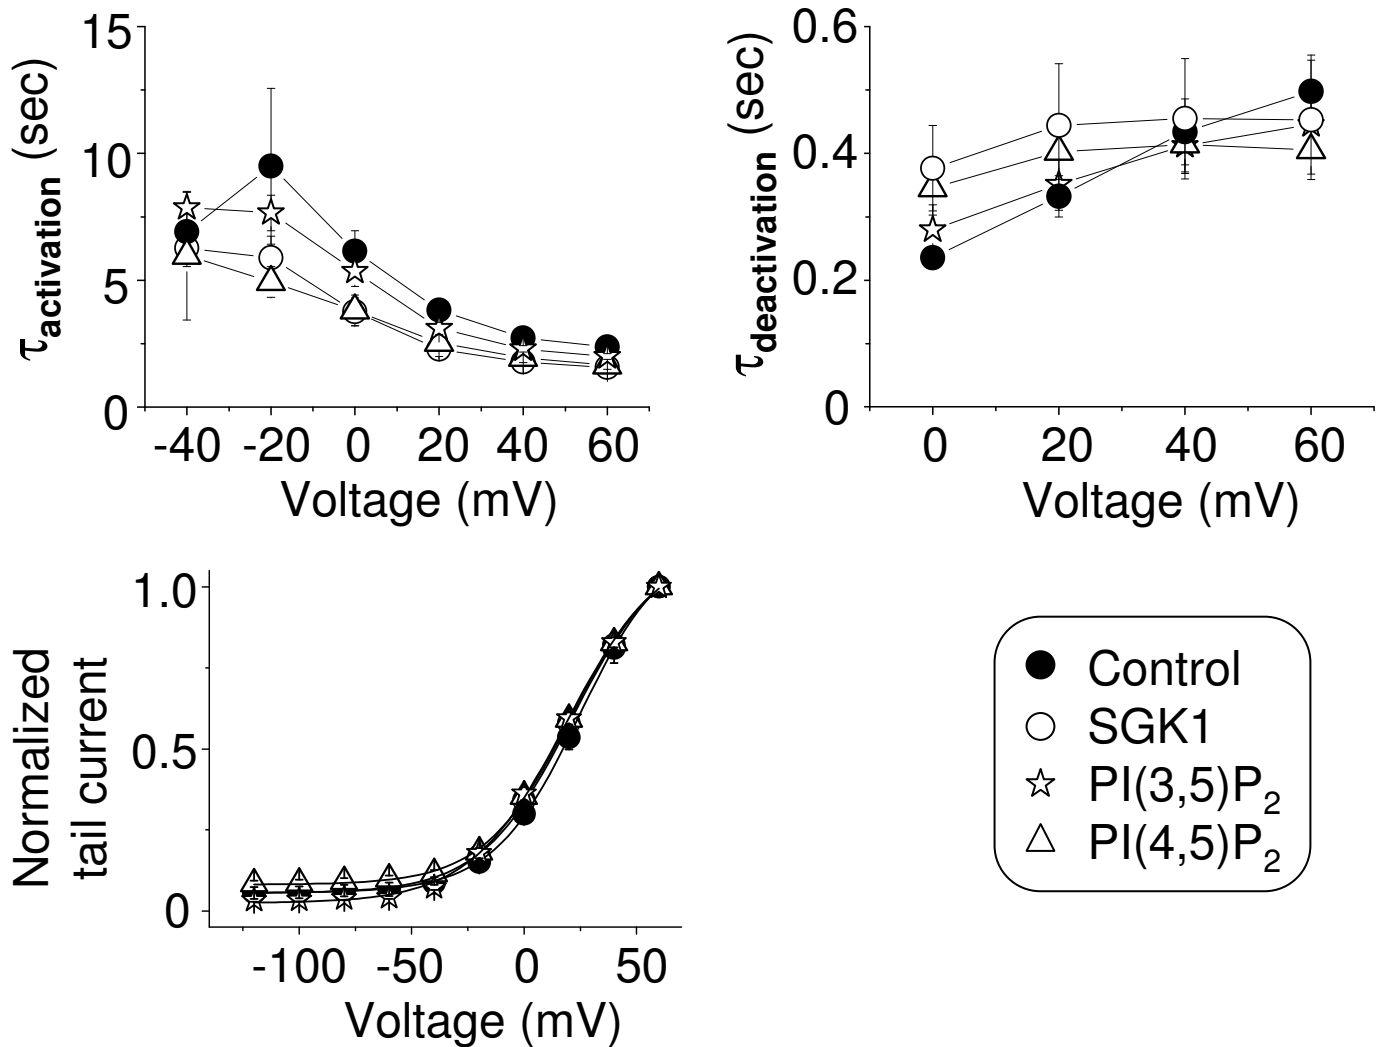 15
10
5
0
τactivation (sec)
-40 -20 0 20 40 60
Voltage (mV)
0.6
0.4
0.2
0
τdeactivation (sec)
0 20 40 60
Voltage (mV)
1.0
0.5
0
Normalized
tail current
-100 -50 0 50
Voltage (mV)
Control
SGK1
PI(3,5)P2
PI(4,5)P2